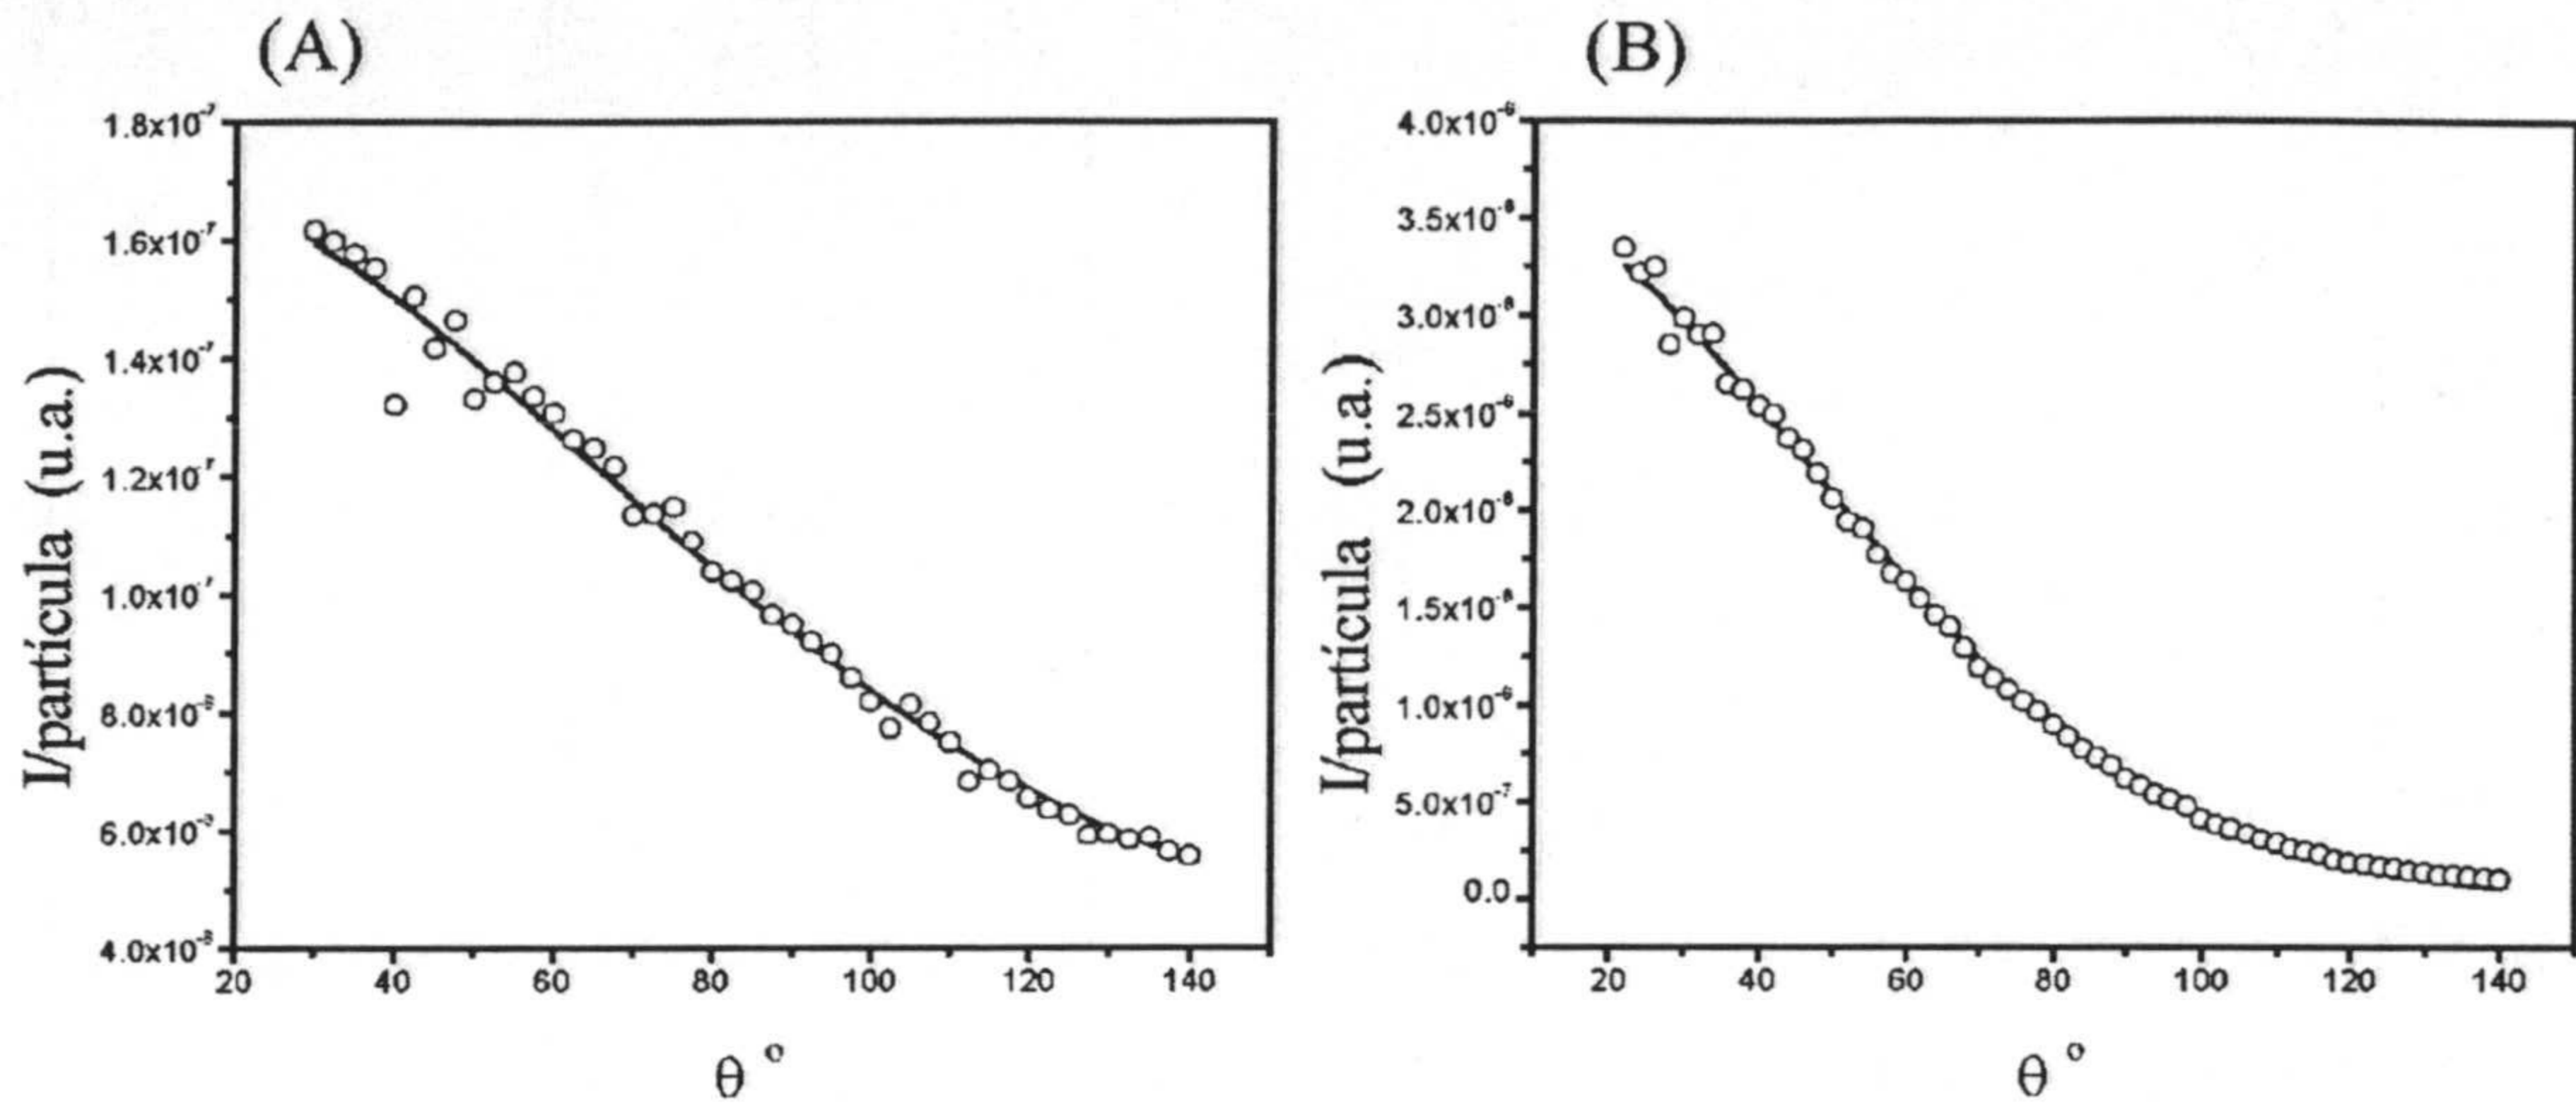 (A)
(B)
I/partícula (u.a.)
1.8x10⁻⁷
1.6x10⁻⁷
1.4x10⁻⁷
1.2x10⁻⁷
1.0x10⁻⁷
8.0x10⁻⁸
4.0x10⁻⁸
20 40 60 80 100 120 140
θ °
I/partícula (u.a.)
4.0x10⁻⁶
3.5x10⁻⁶
3.0x10⁻⁶
2.5x10⁻⁶
2.0x10⁻⁶
1.5x10⁻⁶
1.0x10⁻⁶
5.0x10⁻⁷
0.0
20 40 60 80 100 120 140
θ °